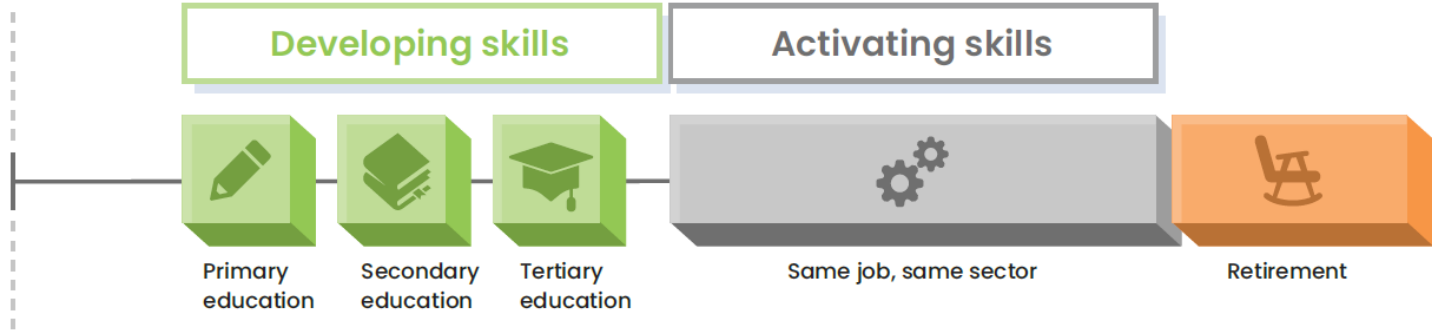 Developing skills
Activating skills
Primary
education
Secondary
education
Tertiary
education
Same job, same sector
Retirement